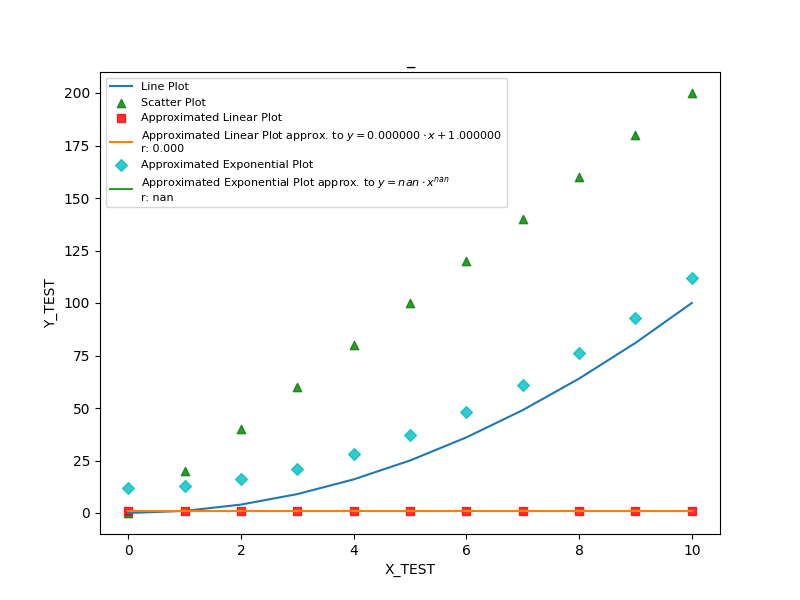 _
Line Plot
Scatter Plot
Approximated Linear Plot
Approximated Linear Plot approx. to y = 0.000000 · x + 1.000000
r: 0.000
Approximated Exponential Plot
Approximated Exponential Plot approx. to y = nan · x^nan
r: nan
200
175
150
125
100
75
50
25
0
Y_TEST
0 2 4 6 8 10
X_TEST